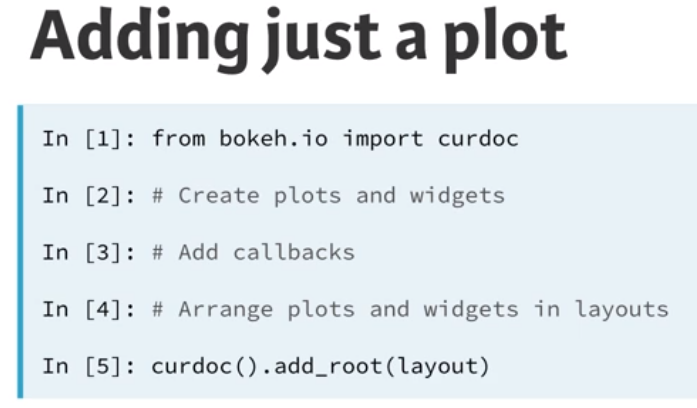 Adding just a plot
In [1]: from bokeh.io import curdoc
In [2]: # Create plots and widgets
In [3]: # Add callbacks
In [4]: # Arrange plots and widgets in layouts
In [5]: curdoc().add_root(layout)